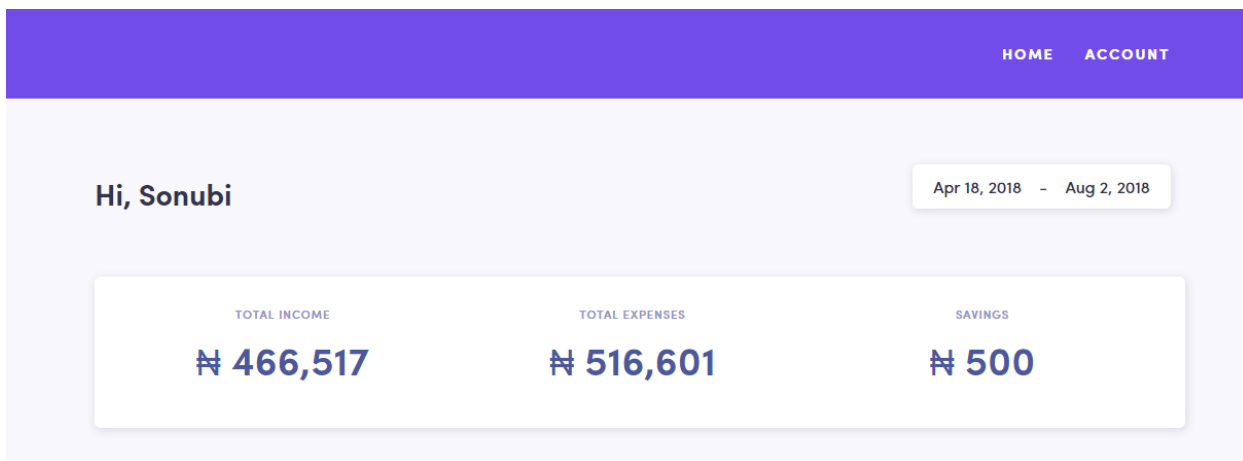 HOME ACCOUNT
Hi, Sonubi
Apr 18, 2018 - Aug 2, 2018
TOTAL INCOME TOTAL EXPENSES SAVINGS
₦ 466,517 ₦ 516,601 ₦ 500